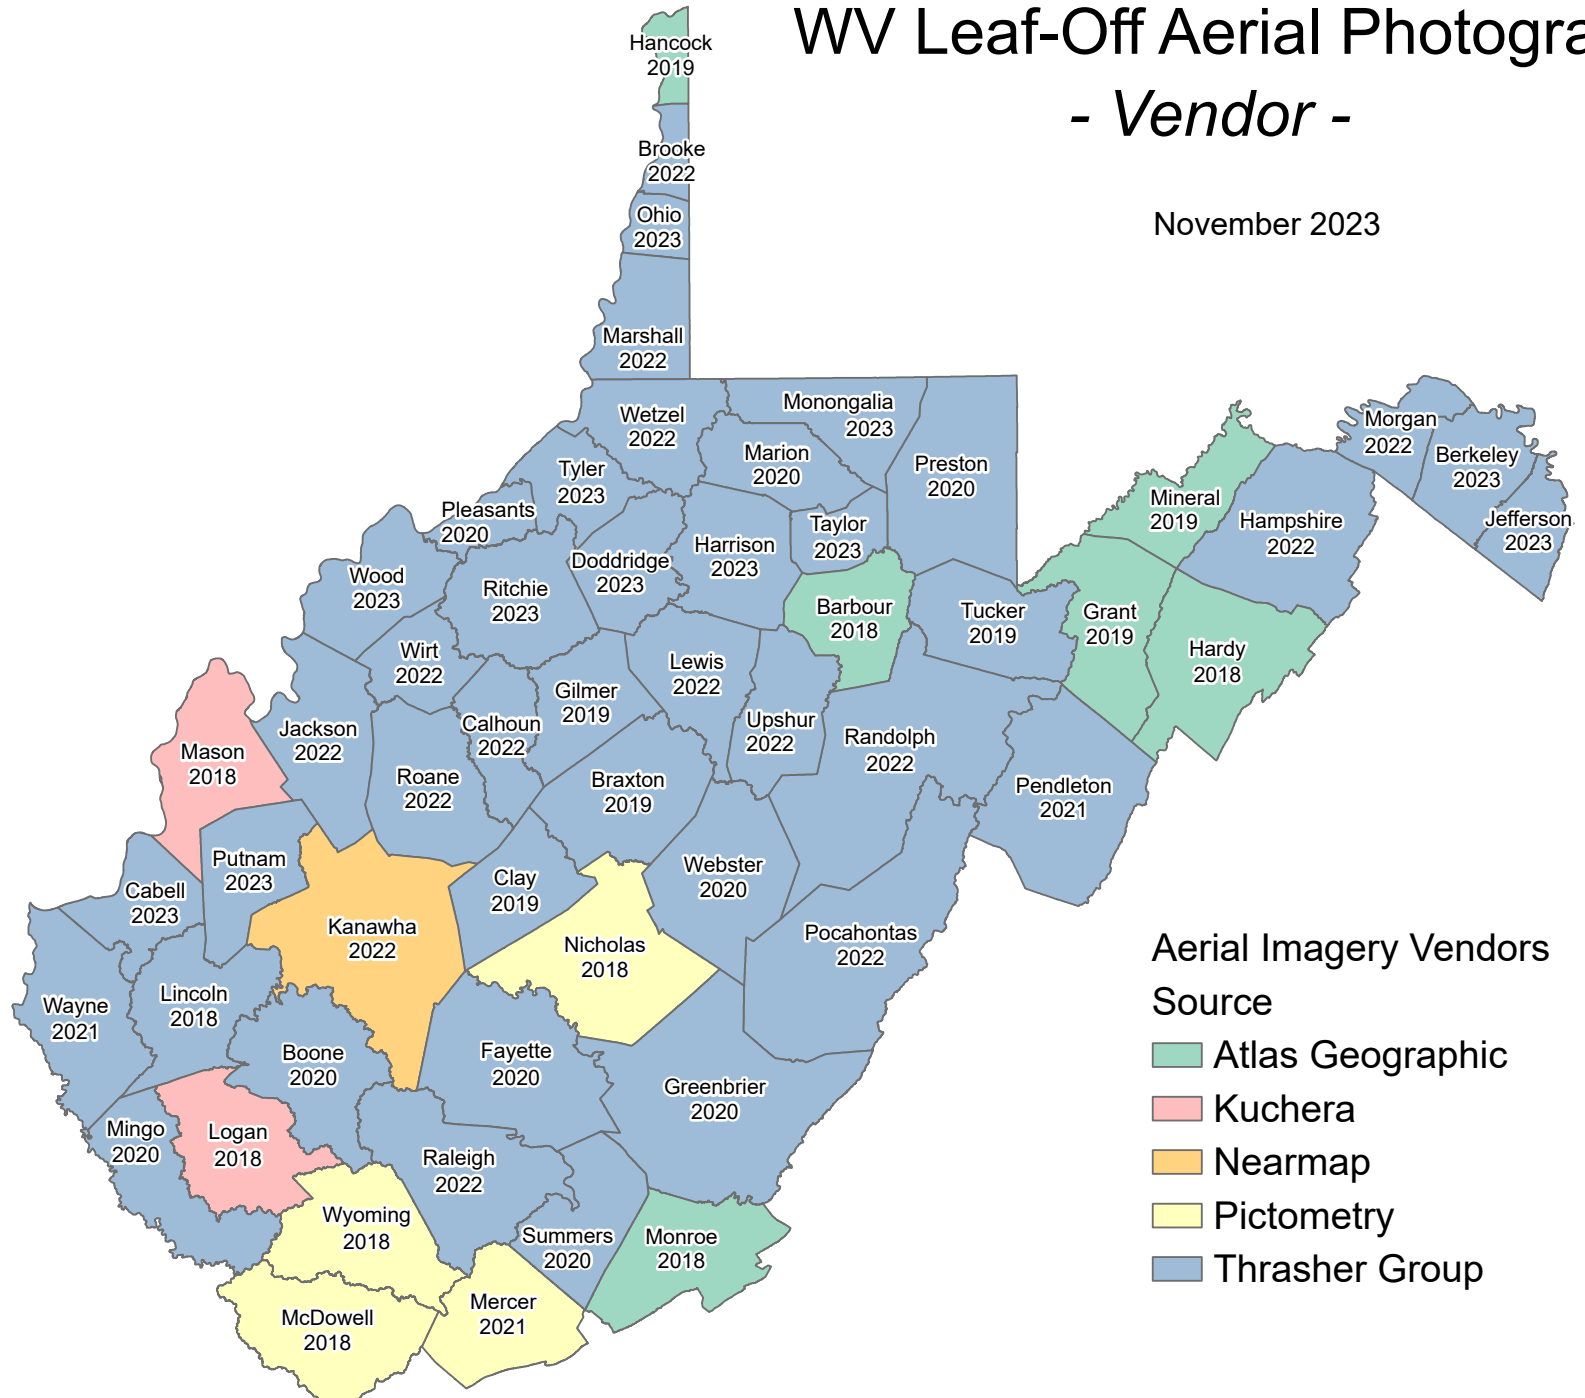 WV Leaf-Off Aerial Photogra
- Vendor -
November 2023
Hancock
2019
Brooke
2022
Ohio
2023
Marshall
2022
Wetzel
2022
Monongalia
2023
Marion
2020
Preston
2020
Tyler
2023
Pleasants
2020
Taylor
2023
Harrison
2023
Doddridge
2023
Ritchie
2023
Wood
2023
Morgan
2022
Berkeley
2023
Jefferson
2023
Mineral
2019
Hampshire
2022
Barbour
2018
Tucker
2019
Grant
2019
Hardy
2018
Wirt
2022
Lewis
2022
Gilmer
2019
Calhoun
2022
Upshur
2022
Randolph
2022
Jackson
2022
Mason
2018
Roane
2022
Braxton
2019
Pendleton
2021
Putnam
2023
Cabell
2023
Clay
2019
Webster
2020
Kanawha
2022
Nicholas
2018
Pocahontas
2022
Wayne
2021
Lincoln
2018
Boone
2020
Fayette
2020
Greenbrier
2020
Mingo
2020
Logan
2018
Raleigh
2022
Wyoming
2018
Summers
2020
Monroe
2018
McDowell
2018
Mercer
2021
Aerial Imagery Vendors
Source
Atlas Geographic
Kuchera
Nearmap
Pictometry
Thrasher Group